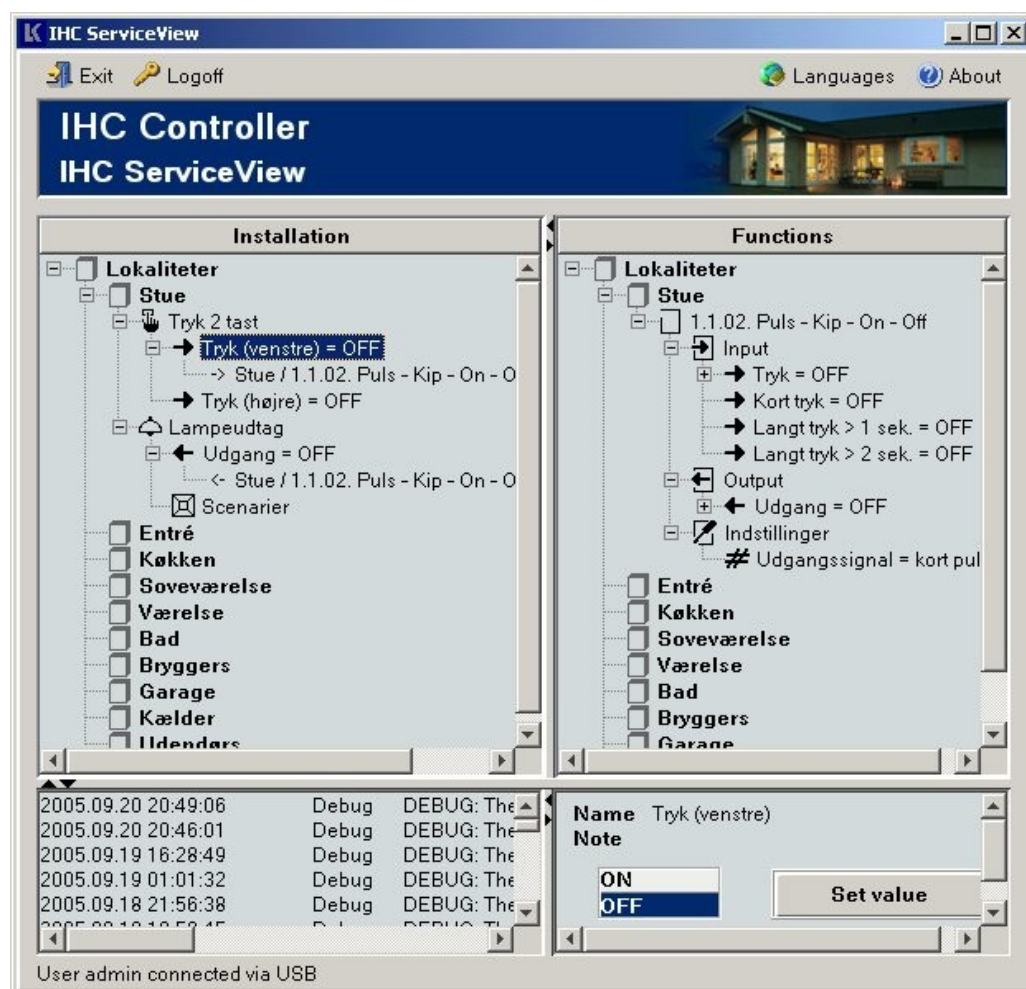 IHC ServiceView
Exit Logoff Languages About
IHC Controller
IHC ServiceView
Installation
Lokaliteter
Stue
Tryk 2 tast
Tryk (venstre) = OFF
-> Stue / 1.1.02. Puls - Kip - On - O
Tryk (højre) = OFF
Lampeudtag
Udgang = OFF
<- Stue / 1.1.02. Puls - Kip - On - O
Scenarier
Entré
Køkken
Soveværelse
Værelse
Bad
Bryggers
Garage
Kælder
Udendørs
Functions
Lokaliteter
Stue
1.1.02. Puls - Kip - On - Off
Input
Tryk = OFF
Kort tryk = OFF
Langt tryk > 1 sek. = OFF
Langt tryk > 2 sek. = OFF
Output
Udgang = OFF
Indstillinger
Udgangssignal = kort pul
Entré
Køkken
Soveværelse
Værelse
Bad
Bryggers
Garage
2005.09.20 20:49:06 Debug DEBUG: The
2005.09.20 20:46:01 Debug DEBUG: The
2005.09.19 16:28:49 Debug DEBUG: The
2005.09.19 01:01:32 Debug DEBUG: The
2005.09.18 21:56:38 Debug DEBUG: The
Name Tryk (venstre)
Note
ON
OFF
Set value
User admin connected via USB